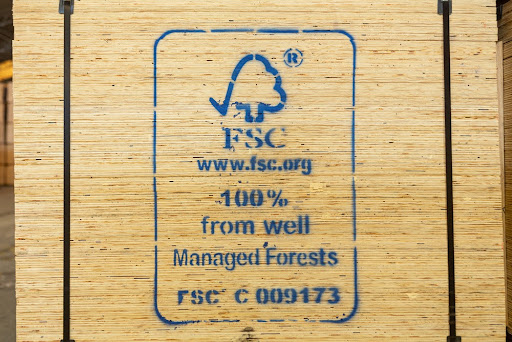 ®
FSC
www.fsc.org
100%
from well
Managed Forests
FSC C 009173